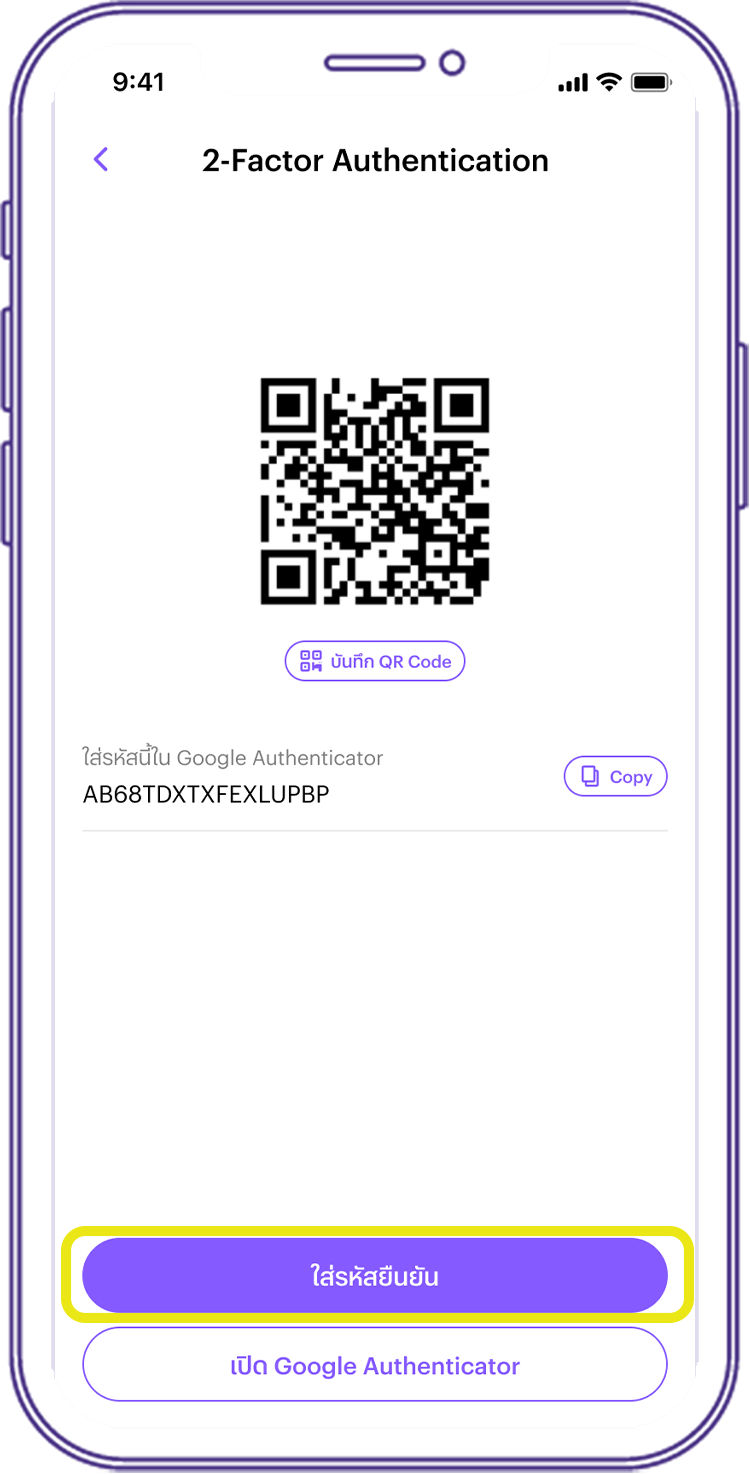 9:41
2-Factor Authentication
บันทึก QR Code
ใส่รหัสนี้ใน Google Authenticator
AB68TDXTXFEXLUPBP
Copy
ใส่รหัสยืนยัน
เปิด Google Authenticator